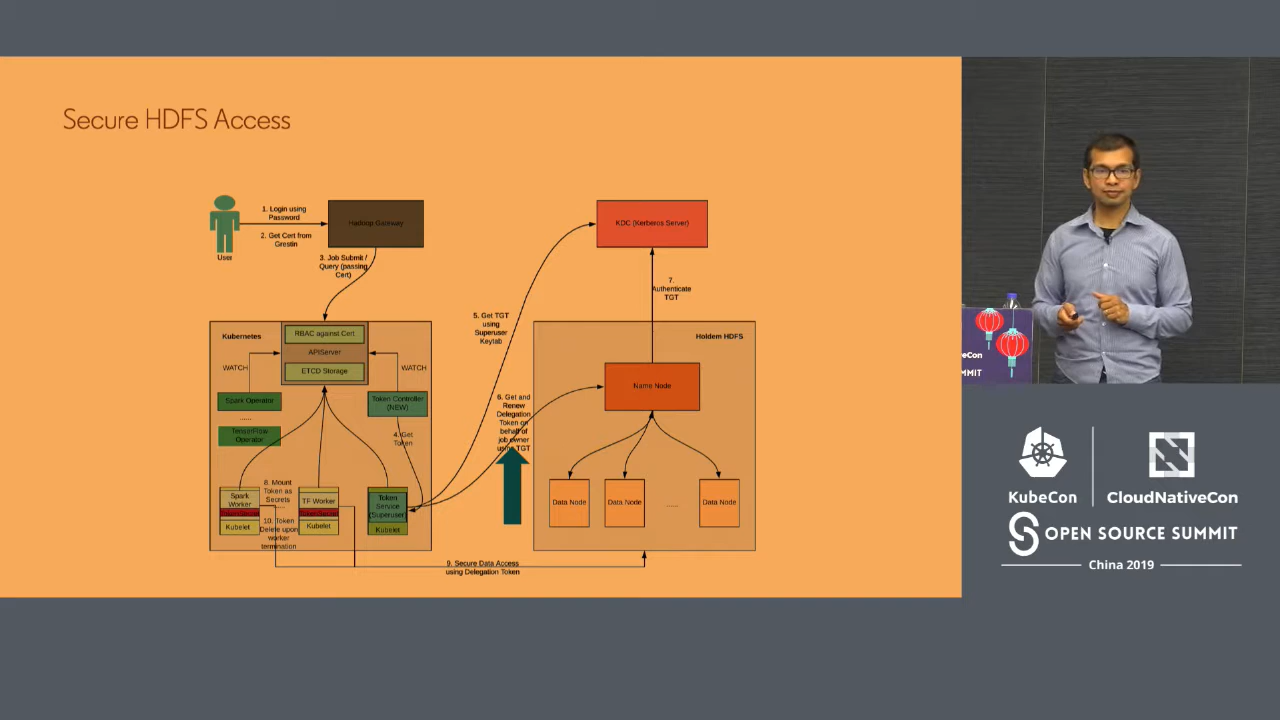 Secure HDFS Access
1. Login using
Password
2. Get Cert from
Grestin
User
Hadoop Gateway
3. Job Submit /
Query (passing
Cert)
KDC (Kerberos Server)
7.
Authenticate
TGT
5. Get TGT
using
Superuser
Keytab
Kubernetes
RBAC against Cert
APIServer
ETCD Storage
WATCH
WATCH
Spark Operator
......
TensorFlow
Operator
Token Controller
(NEW)
4. Get
Token
6. Get and
Renew
Delegation
Token on
behalf of
job owner
using TGT
Holdem HDFS
Name Node
Data Node
Data Node
......
Data Node
Spark
Worker
TokenSecret
Kubelet
8. Mount
Token as
Secrets
.....
10. Token
Delete upon
worker
termination
TF Worker
TokenSecret
Kubelet
Token
Service
(Superuser)
Kubelet
9. Secure Data Access
using Delegation Token
eCon
MMIT
KubeCon
CloudNativeCon
OPEN SOURCE SUMMIT
China 2019